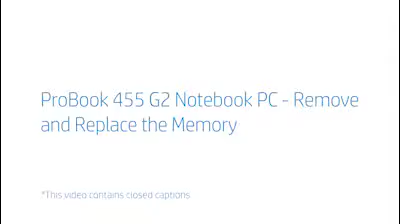 ProBook 455 G2 Notebook PC - Remove
and Replace the Memory
*This video contains closed captions